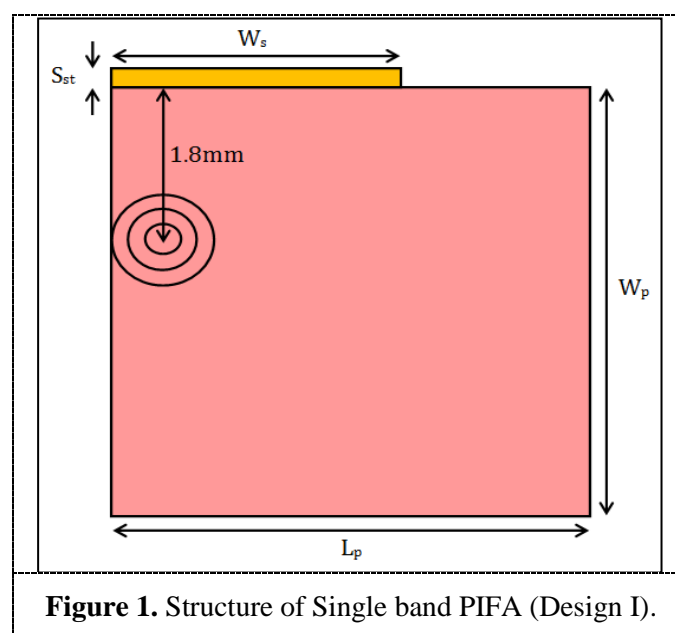 Wₛ
Sₛₜ
1.8mm
Wₚ
Lₚ
Figure 1. Structure of Single band PIFA (Design I).